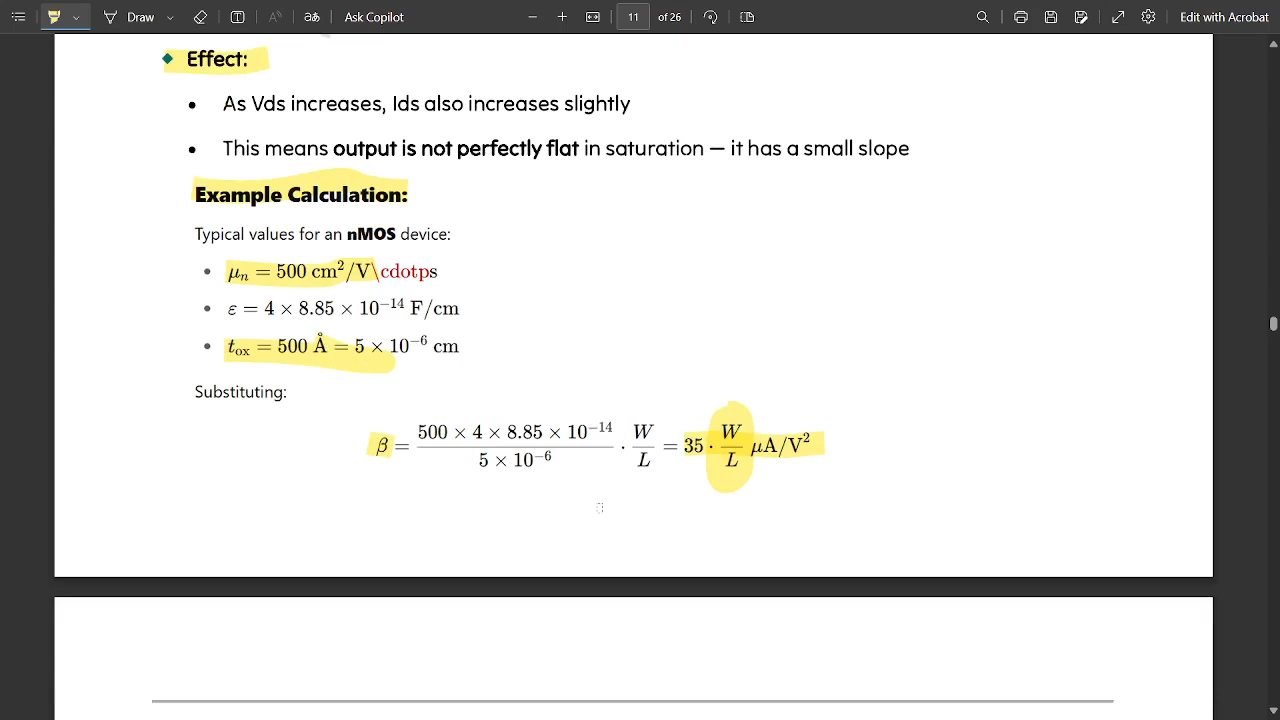 Draw
Ask Copilot
11 of 26
Edit with Acrobat
Effect:
• As Vds increases, Ids also increases slightly
• This means output is not perfectly flat in saturation — it has a small slope
Example Calculation:
Typical values for an nMOS device:
• μₙ = 500 cm²/V\cdotps
• ε = 4 × 8.85 × 10⁻¹⁴ F/cm
• tₒₓ = 500 Å = 5 × 10⁻⁶ cm
Substituting:
β = 500 × 4 × 8.85 × 10⁻¹⁴ / 5 × 10⁻⁶ · W/L = 35 · W/L μA/V²